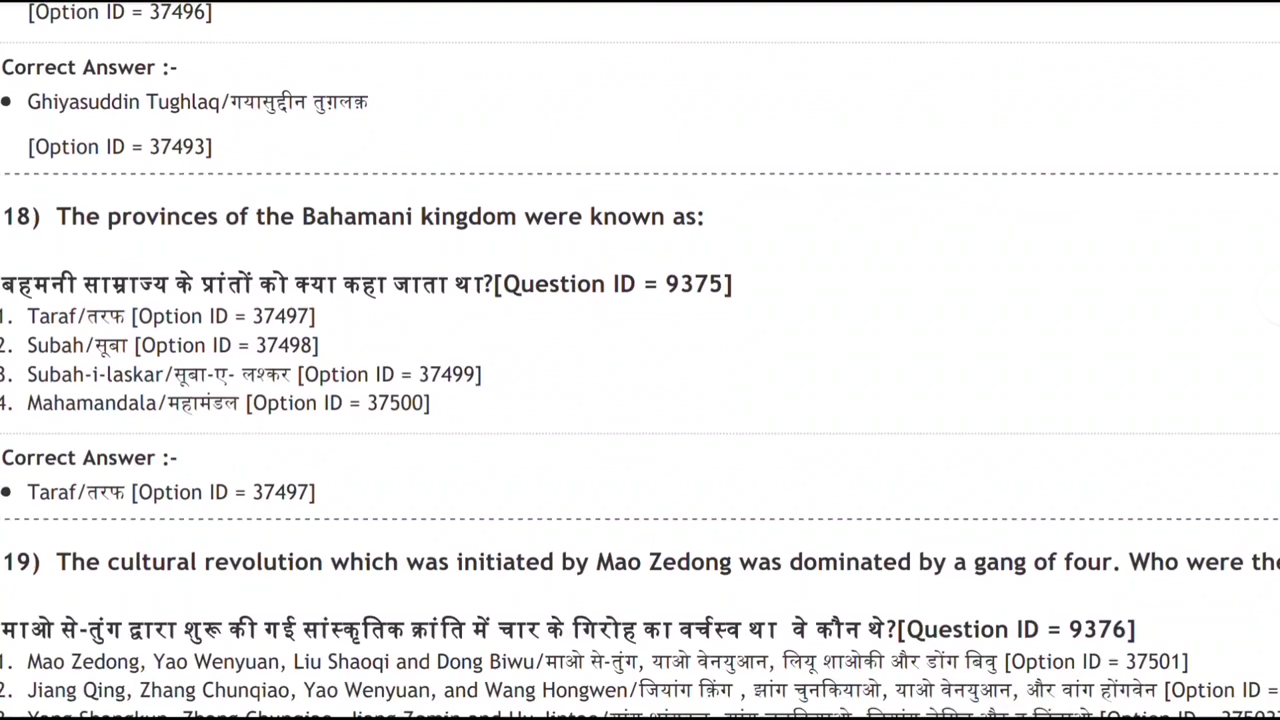 [Option ID = 37496]
Correct Answer :-
• Ghiyasuddin Tughlaq/गयासुद्दीन तुग़लक़
[Option ID = 37493]
18) The provinces of the Bahamani kingdom were known as:
बहमनी साम्राज्य के प्रांतों को क्या कहा जाता था?[Question ID = 9375]
1. Taraf/तरफ [Option ID = 37497]
2. Subah/सूबा [Option ID = 37498]
3. Subah-i-laskar/सूबा-ए- लश्कर [Option ID = 37499]
4. Mahamandala/महामंडल [Option ID = 37500]
Correct Answer :-
• Taraf/तरफ [Option ID = 37497]
19) The cultural revolution which was initiated by Mao Zedong was dominated by a gang of four. Who were the
माओ से-तुंग द्वारा शुरू की गई सांस्कृतिक क्रांति में चार के गिरोह का वर्चस्व था वे कौन थे?[Question ID = 9376]
1. Mao Zedong, Yao Wenyuan, Liu Shaoqi and Dong Biwu/माओ से-तुंग, याओ वेनयुआन, लियू शाओकी और डोंग बिवु [Option ID = 37501]
2. Jiang Qing, Zhang Chunqiao, Yao Wenyuan, and Wang Hongwen/जियांग क़िंग , झांग चुनकियाओ, याओ वेनयुआन, और वांग होंगवेन [Option ID =